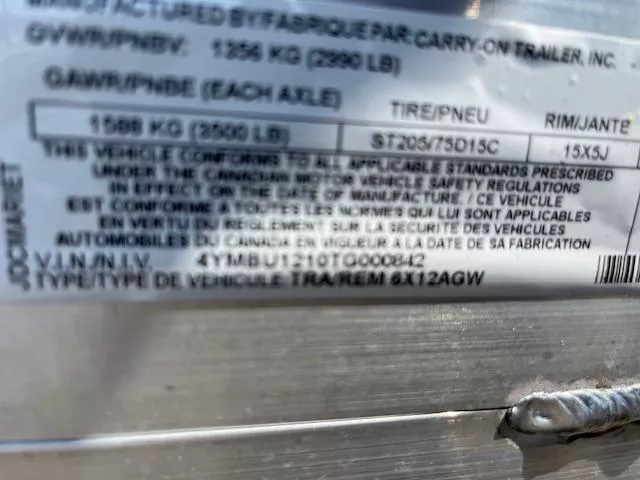 MANUFACTURED BY/FABRIQUE PAR: CARRY-ON TRAILER, INC.
GVWR/PNBV: 1356 KG (2990 LB)
GAWR/PNBE (EACH AXLE) TIRE/PNEU RIM/JANTE
1588 KG (3500 LB) ST205/75D15C 15X5J
THIS VEHICLE CONFORMS TO ALL APPLICABLE STANDARDS PRESCRIBED
UNDER THE CANADIAN MOTOR VEHICLE SAFETY REGULATIONS
IN EFFECT ON THE DATE OF MANUFACTURE. / CE VEHICULE
EST CONFORME A TOUTES LES NORMES QUI LUI SONT APPLICABLES
EN VERTU DU REGLEMENT SUR LA SECURITE DES VEHICULES
AUTOMOBILES DU CANADA EN VIGUEUR A LA DATE DE SA FABRICATION
V.I.N./N.I.V. 4YMBU1210TG000842
TYPE/TYPE DE VEHICULE: TRA/REM 6X12AGW
JDCMARIETT